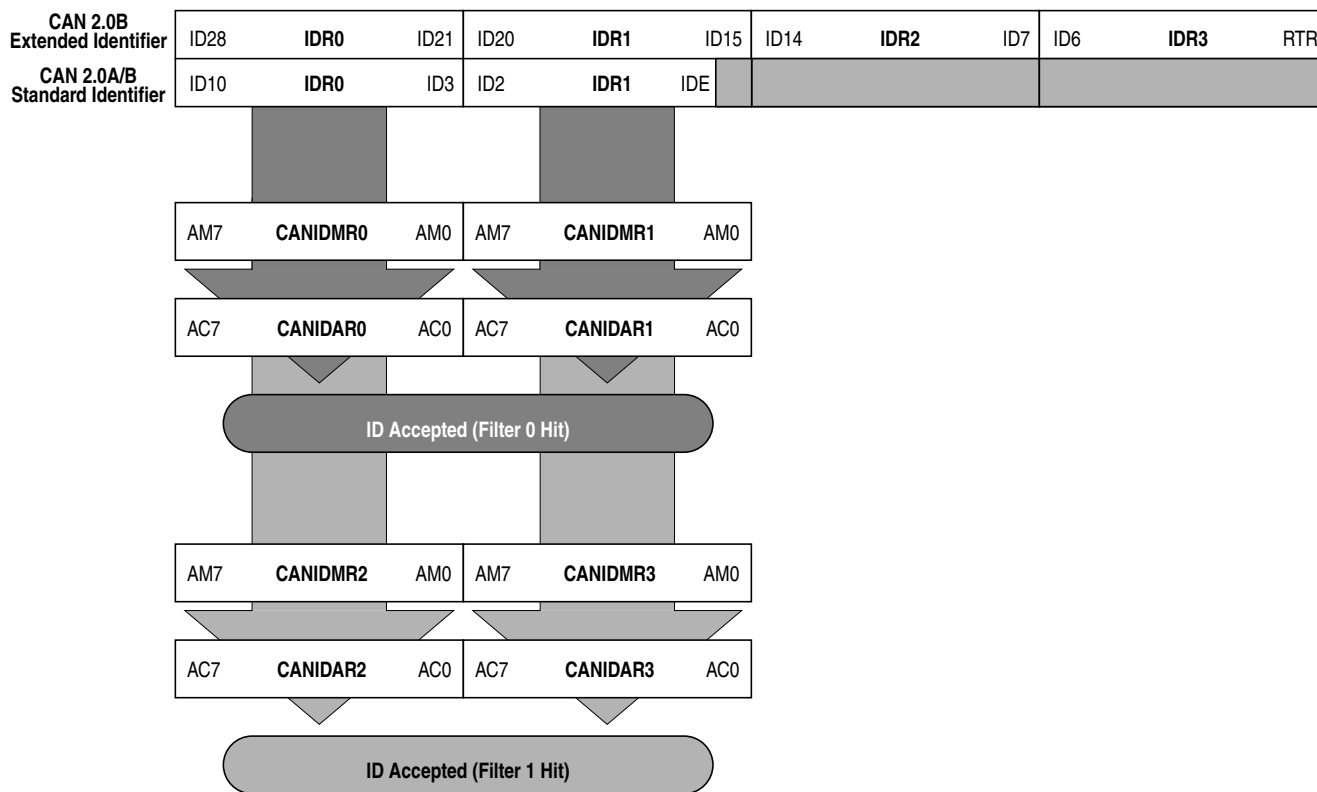 CAN 2.0B
Extended Identifier
ID28 IDR0 ID21 ID20 IDR1 ID15 ID14 IDR2 ID7 ID6 IDR3 RTR
CAN 2.0A/B
Standard Identifier
ID10 IDR0 ID3 ID2 IDR1 IDE
AM7 CANIDMR0 AM0 AM7 CANIDMR1 AM0
AC7 CANIDAR0 AC0 AC7 CANIDAR1 AC0
ID Accepted (Filter 0 Hit)
AM7 CANIDMR2 AM0 AM7 CANIDMR3 AM0
AC7 CANIDAR2 AC0 AC7 CANIDAR3 AC0
ID Accepted (Filter 1 Hit)